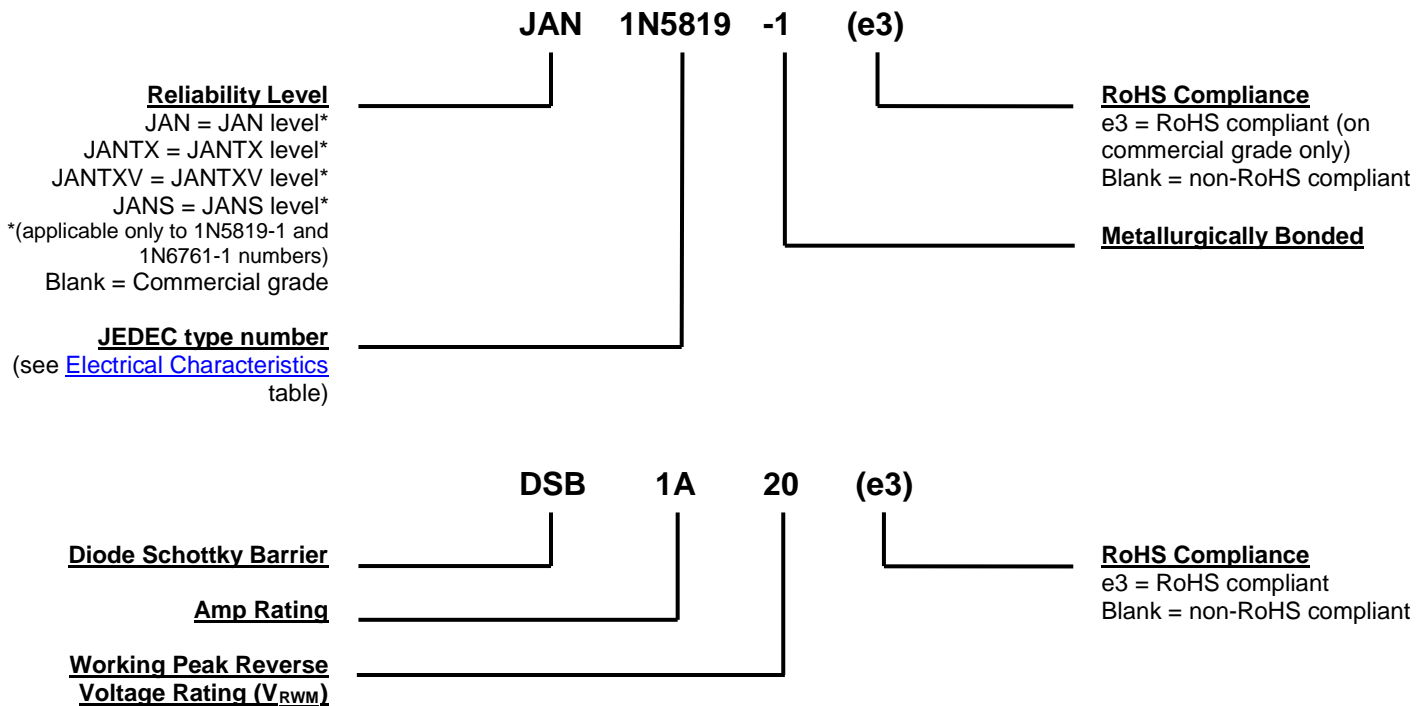 JAN 1N5819 -1 (e3)
Reliability Level
JAN = JAN level*
JANTX = JANTX level*
JANTXV = JANTXV level*
JANS = JANS level*
*(applicable only to 1N5819-1 and
1N6761-1 numbers)
Blank = Commercial grade
JEDEC type number
(see Electrical Characteristics
table)
RoHS Compliance
e3 = RoHS compliant (on
commercial grade only)
Blank = non-RoHS compliant
Metallurgically Bonded
DSB 1A 20 (e3)
Diode Schottky Barrier
Amp Rating
Working Peak Reverse
Voltage Rating (VRWM)
RoHS Compliance
e3 = RoHS compliant
Blank = non-RoHS compliant